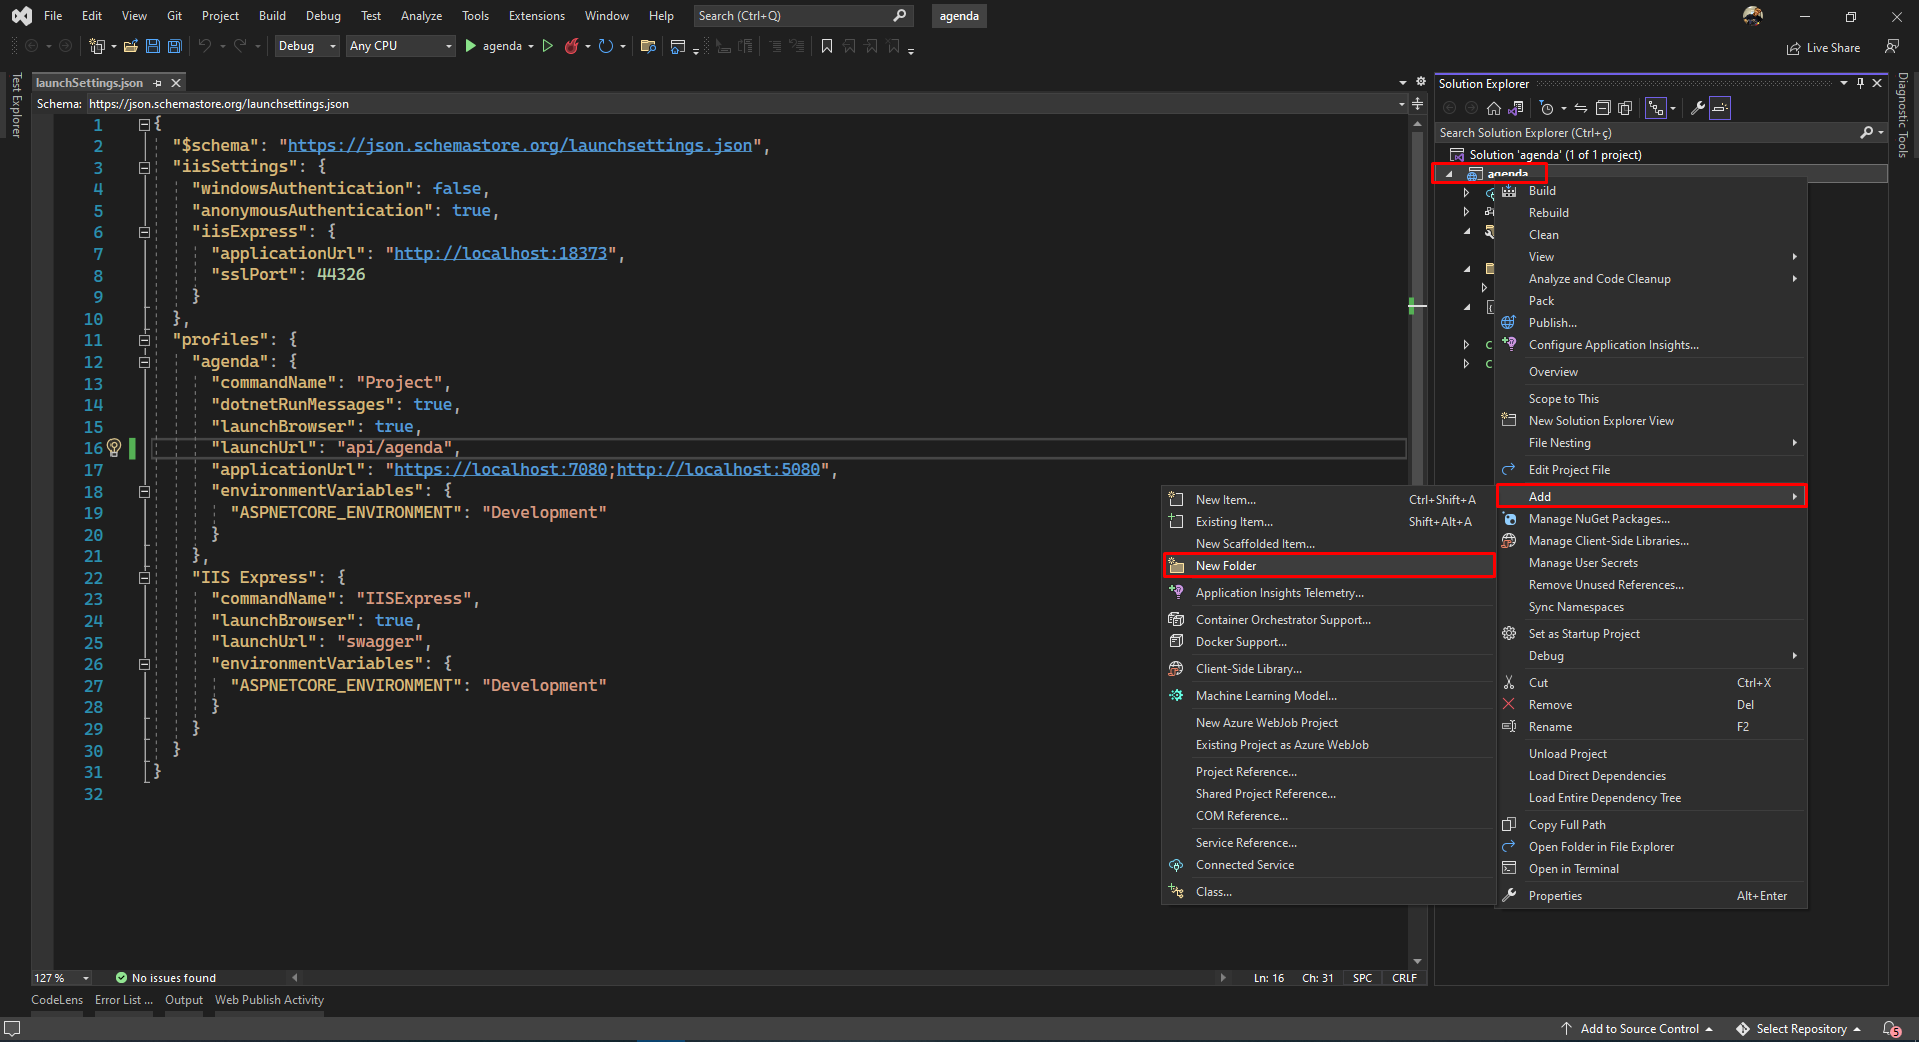 File Edit View Git Project Build Debug Test Analyze Tools Extensions Window Help Search (Ctrl+Q) agenda
Debug Any CPU agenda Live Share
Test Explorer
launchSettings.json
Schema: https://json.schemastore.org/launchsettings.json
1 {
2 "$schema": "https://json.schemastore.org/launchsettings.json",
3 "iisSettings": {
4 "windowsAuthentication": false,
5 "anonymousAuthentication": true,
6 "iisExpress": {
7 "applicationUrl": "http://localhost:18373",
8 "sslPort": 44326
9 }
10 },
11 "profiles": {
12 "agenda": {
13 "commandName": "Project",
14 "dotnetRunMessages": true,
15 "launchBrowser": true,
16 "launchUrl": "api/agenda",
17 "applicationUrl": "https://localhost:7080;http://localhost:5080",
18 "environmentVariables": {
19 "ASPNETCORE_ENVIRONMENT": "Development"
20 }
21 },
22 "IIS Express": {
23 "commandName": "IISExpress",
24 "launchBrowser": true,
25 "launchUrl": "swagger",
26 "environmentVariables": {
27 "ASPNETCORE_ENVIRONMENT": "Development"
28 }
29 }
30 }
31 }
32
Solution Explorer
Search Solution Explorer (Ctrl+ç)
Solution 'agenda' (1 of 1 project)
agenda
Diagnostic Tools
Build
Rebuild
Clean
View
Analyze and Code Cleanup
Pack
Publish...
Configure Application Insights...
Overview
Scope to This
New Solution Explorer View
File Nesting
Edit Project File
Add
Manage NuGet Packages...
Manage Client-Side Libraries...
Manage User Secrets
Remove Unused References...
Sync Namespaces
Set as Startup Project
Debug
Cut Ctrl+X
Remove Del
Rename F2
Unload Project
Load Direct Dependencies
Load Entire Dependency Tree
Copy Full Path
Open Folder in File Explorer
Open in Terminal
Properties Alt+Enter
New Item... Ctrl+Shift+A
Existing Item... Shift+Alt+A
New Scaffolded Item...
New Folder
Application Insights Telemetry...
Container Orchestrator Support...
Docker Support...
Client-Side Library...
Machine Learning Model...
New Azure WebJob Project
Existing Project as Azure WebJob
Project Reference...
Shared Project Reference...
COM Reference...
Service Reference...
Connected Service
Class...
127 % No issues found Ln: 16 Ch: 31 SPC CRLF
CodeLens Error List ... Output Web Publish Activity
Add to Source Control Select Repository 5